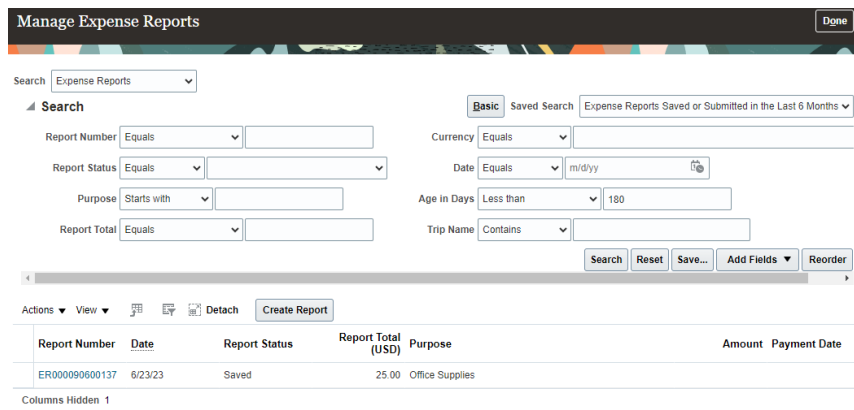 Manage Expense Reports
Done
Search Expense Reports
Search
Basic Saved Search Expense Reports Saved or Submitted in the Last 6 Months
Report Number Equals Currency Equals
Report Status Equals Date Equals m/d/yy
Purpose Starts with Age in Days Less than 180
Report Total Equals Trip Name Contains
Search Reset Save... Add Fields Reorder
Actions View Detach Create Report
Report Number Date Report Status Report Total (USD) Purpose Amount Payment Date
ER000090600137 6/23/23 Saved 25.00 Office Supplies
Columns Hidden 1